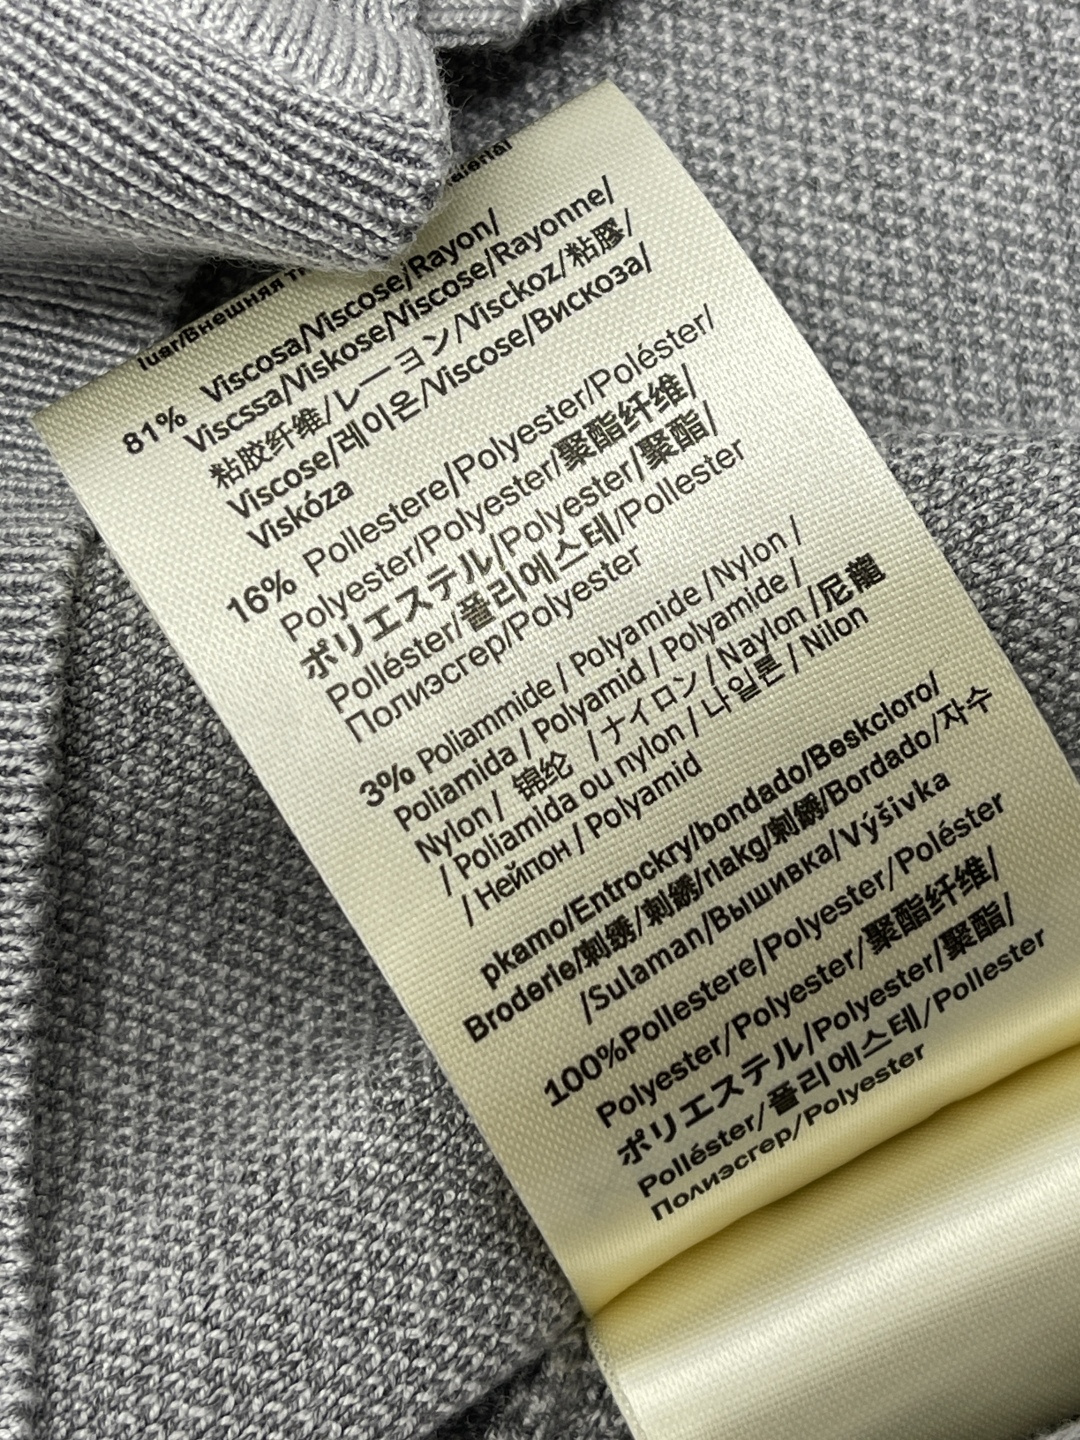 luar/Внешняя
81% Viscosa/Viscose/Rayon/
Viscssa/Viskose/Viscose/Rayonne/
粘胶纤维/レーヨン/Visckoz/粘膠/
Viscose/레이온/Viscose/Вискоза/
Viskóza
16% Pollestere/Polyester/Poléster/
Polyester/Polyester/聚酯纤维/
ポリエステル/Polyester/聚酯/
Polléster/폴리에스테/Pollester
Полиэсгер/Polyester
3% Poliammide / Polyamide / Nylon /
Poliamida / Polyamid / Polyamide /
Nylon / 锦纶 / ナイロン / Naylon /尼龍
/ Poliamida ou nylon / 나일론 / Nilon
/ Нейпон / Polyamid
pkamo/Entrockry/bondado/Beskcloro/
Broderie/刺銹/刺銹/rlakg/刺銹/Bordado/자수
/Sulaman/Вышивка/Výšivka
100%Pollestere/Polyester/Poléster
Polyester/Polyester/聚酯纤维/
ポリエステル/Polyester/聚酯/
Polléster/폴리에스테/Pollester
Полиэсгер/Polyester